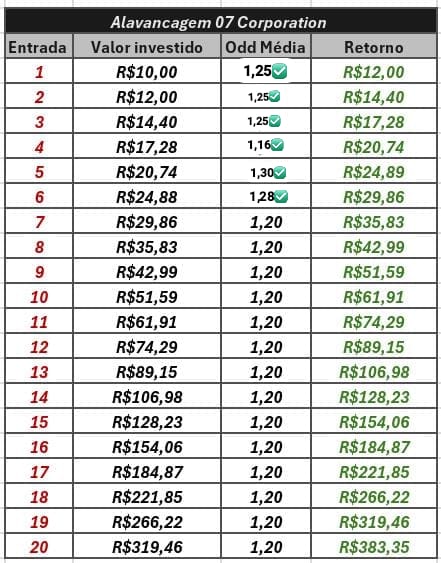 Alavancagem 07 Corporation
Entrada Valor investido Odd Média Retorno
1 R$10,00 1,25✅ R$12,00
2 R$12,00 1,25✅ R$14,40
3 R$14,40 1,25✅ R$17,28
4 R$17,28 1,16✅ R$20,74
5 R$20,74 1,30✅ R$24,89
6 R$24,88 1,28✅ R$29,86
7 R$29,86 1,20 R$35,83
8 R$35,83 1,20 R$42,99
9 R$42,99 1,20 R$51,59
10 R$51,59 1,20 R$61,91
11 R$61,91 1,20 R$74,29
12 R$74,29 1,20 R$89,15
13 R$89,15 1,20 R$106,98
14 R$106,98 1,20 R$128,23
15 R$128,23 1,20 R$154,06
16 R$154,06 1,20 R$184,87
17 R$184,87 1,20 R$221,85
18 R$221,85 1,20 R$266,22
19 R$266,22 1,20 R$319,46
20 R$319,46 1,20 R$383,35